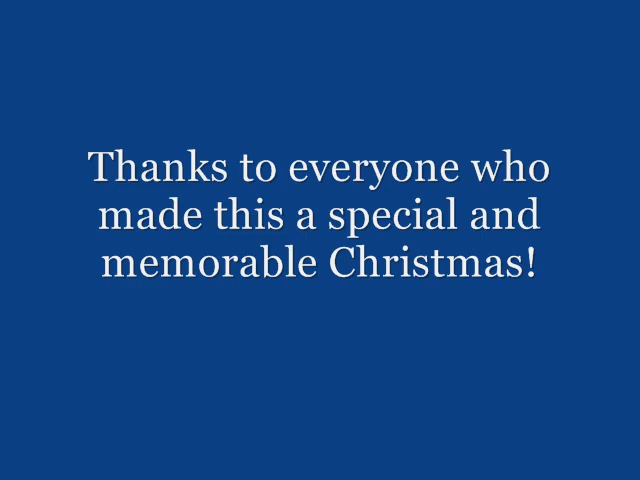 Thanks to everyone who
made this a special and
memorable Christmas!